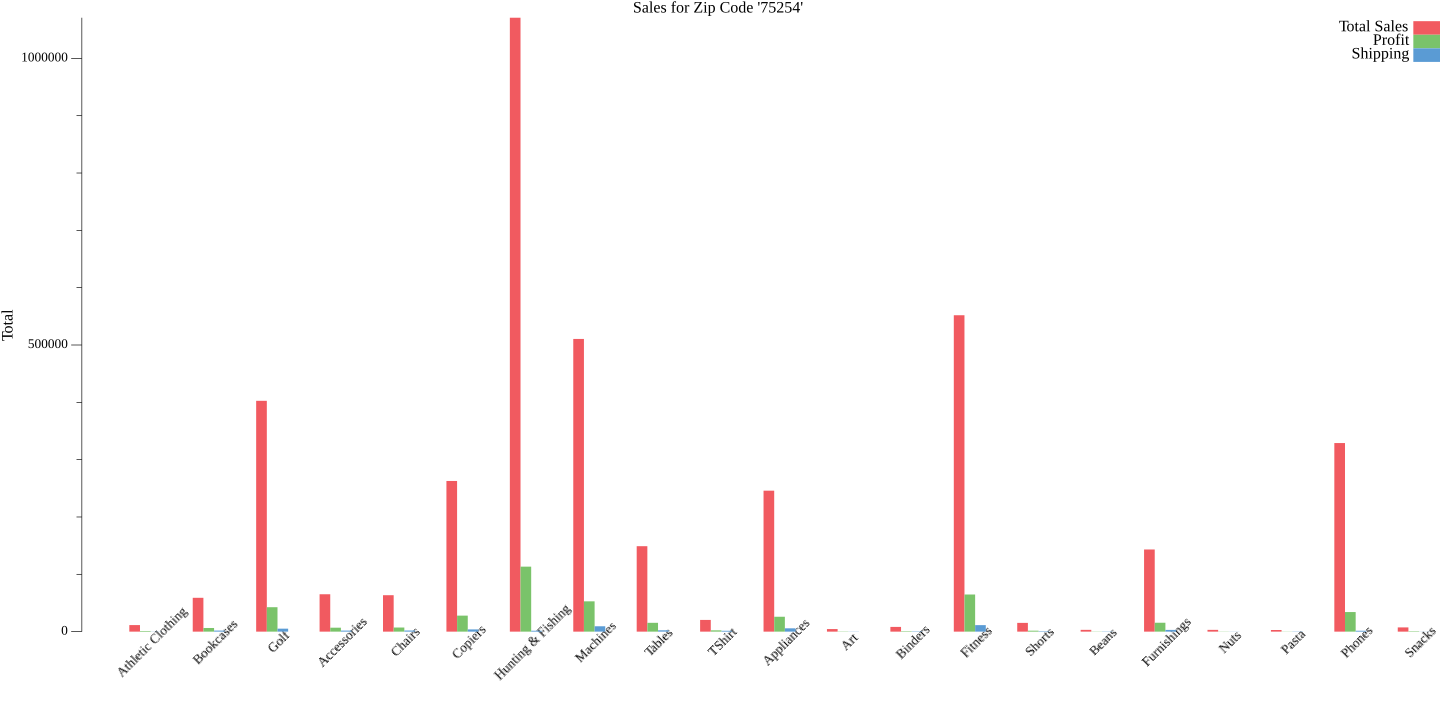 Sales for Zip Code '75254'
Total Sales
Profit
Shipping
1000000
500000
0
Total
Athletic Clothing
Bookcases
Golf
Accessories
Chairs
Copiers
Hunting & Fishing
Machines
Tables
TShirt
Appliances
Art
Binders
Fitness
Shorts
Beans
Furnishings
Nuts
Pasta
Phones
Snacks